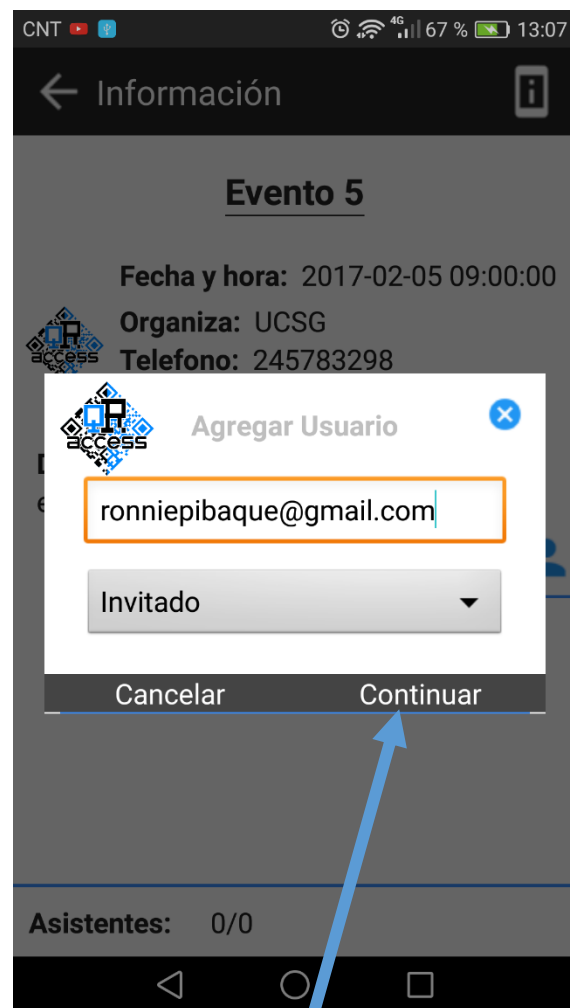 CNT 4G 67 % 13:07
Información
Evento 5
Fecha y hora: 2017-02-05 09:00:00
Organiza: UCSG
access Telefono: 245783298
QR
access
Agregar Usuario
ronniepibaque@gmail.com
Invitado
Cancelar Continuar
Asistentes: 0/0